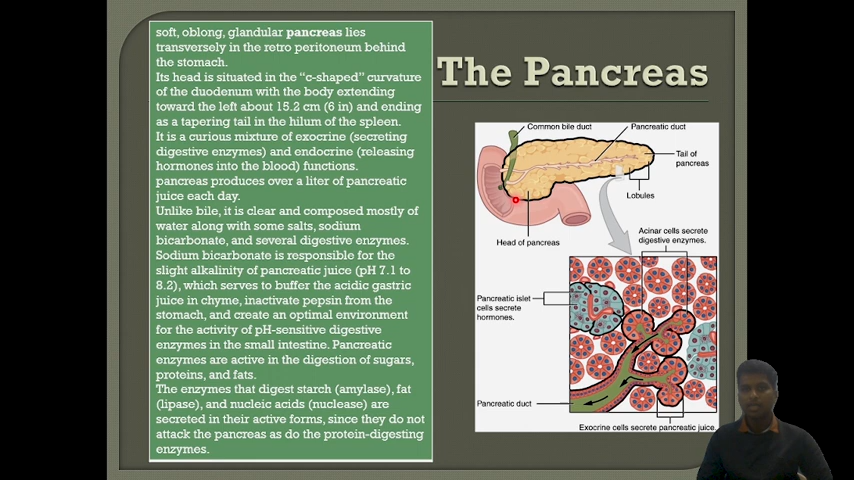 The Pancreas
soft, oblong, glandular pancreas lies
transversely in the retro peritoneum behind
the stomach.
Its head is situated in the “c-shaped” curvature
of the duodenum with the body extending
toward the left about 15.2 cm (6 in) and ending
as a tapering tail in the hilum of the spleen.
It is a curious mixture of exocrine (secreting
digestive enzymes) and endocrine (releasing
hormones into the blood) functions.
pancreas produces over a liter of pancreatic
juice each day.
Unlike bile, it is clear and composed mostly of
water along with some salts, sodium
bicarbonate, and several digestive enzymes.
Sodium bicarbonate is responsible for the
slight alkalinity of pancreatic juice (pH 7.1 to
8.2), which serves to buffer the acidic gastric
juice in chyme, inactivate pepsin from the
stomach, and create an optimal environment
for the activity of pH-sensitive digestive
enzymes in the small intestine. Pancreatic
enzymes are active in the digestion of sugars,
proteins, and fats.
The enzymes that digest starch (amylase), fat
(lipase), and nucleic acids (nuclease) are
secreted in their active forms, since they do not
attack the pancreas as do the protein-digesting
enzymes.
Common bile duct
Pancreatic duct
Tail of
pancreas
Lobules
Head of pancreas
Acinar cells secrete
digestive enzymes.
Pancreatic islet
cells secrete
hormones.
Pancreatic duct
Exocrine cells secrete pancreatic juice.